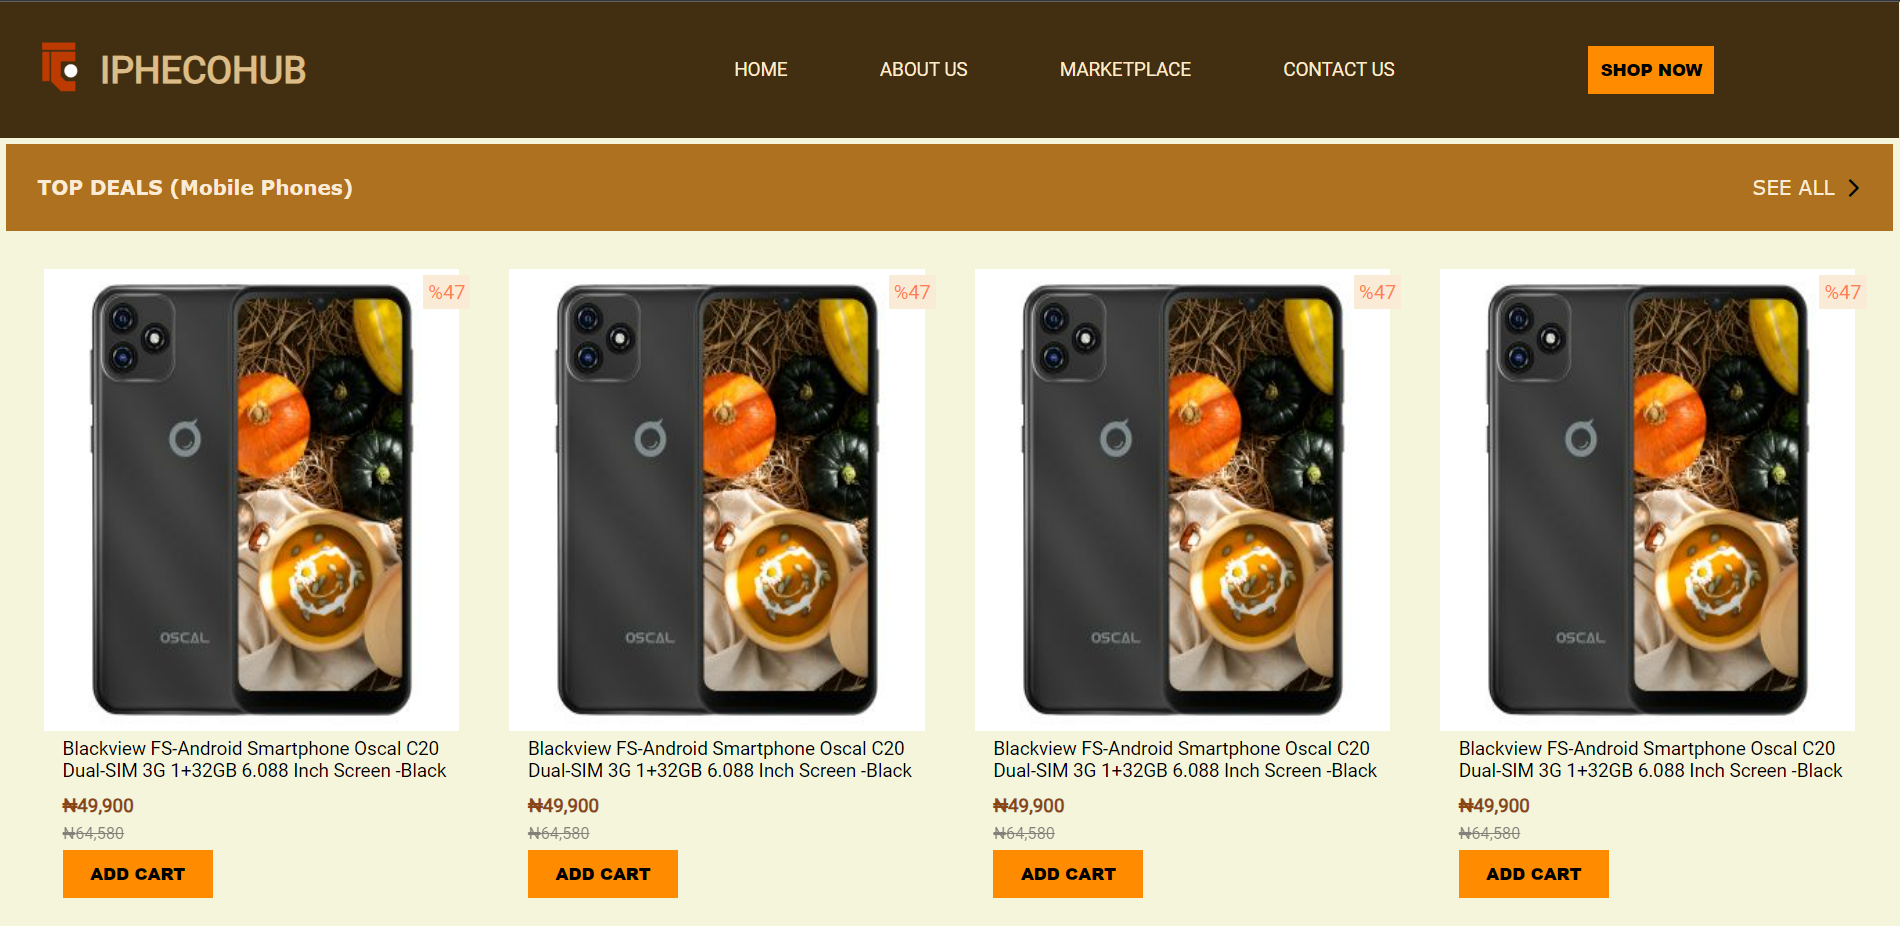 IPHECOHUB
HOME
ABOUT US
MARKETPLACE
CONTACT US
SHOP NOW
TOP DEALS (Mobile Phones)
SEE ALL
%47
OSCAL
Blackview FS-Android Smartphone Oscal C20
Dual-SIM 3G 1+32GB 6.088 Inch Screen -Black
₦49,900
₦64,580
ADD CART
%47
OSCAL
Blackview FS-Android Smartphone Oscal C20
Dual-SIM 3G 1+32GB 6.088 Inch Screen -Black
₦49,900
₦64,580
ADD CART
%47
OSCAL
Blackview FS-Android Smartphone Oscal C20
Dual-SIM 3G 1+32GB 6.088 Inch Screen -Black
₦49,900
₦64,580
ADD CART
%47
OSCAL
Blackview FS-Android Smartphone Oscal C20
Dual-SIM 3G 1+32GB 6.088 Inch Screen -Black
₦49,900
₦64,580
ADD CART